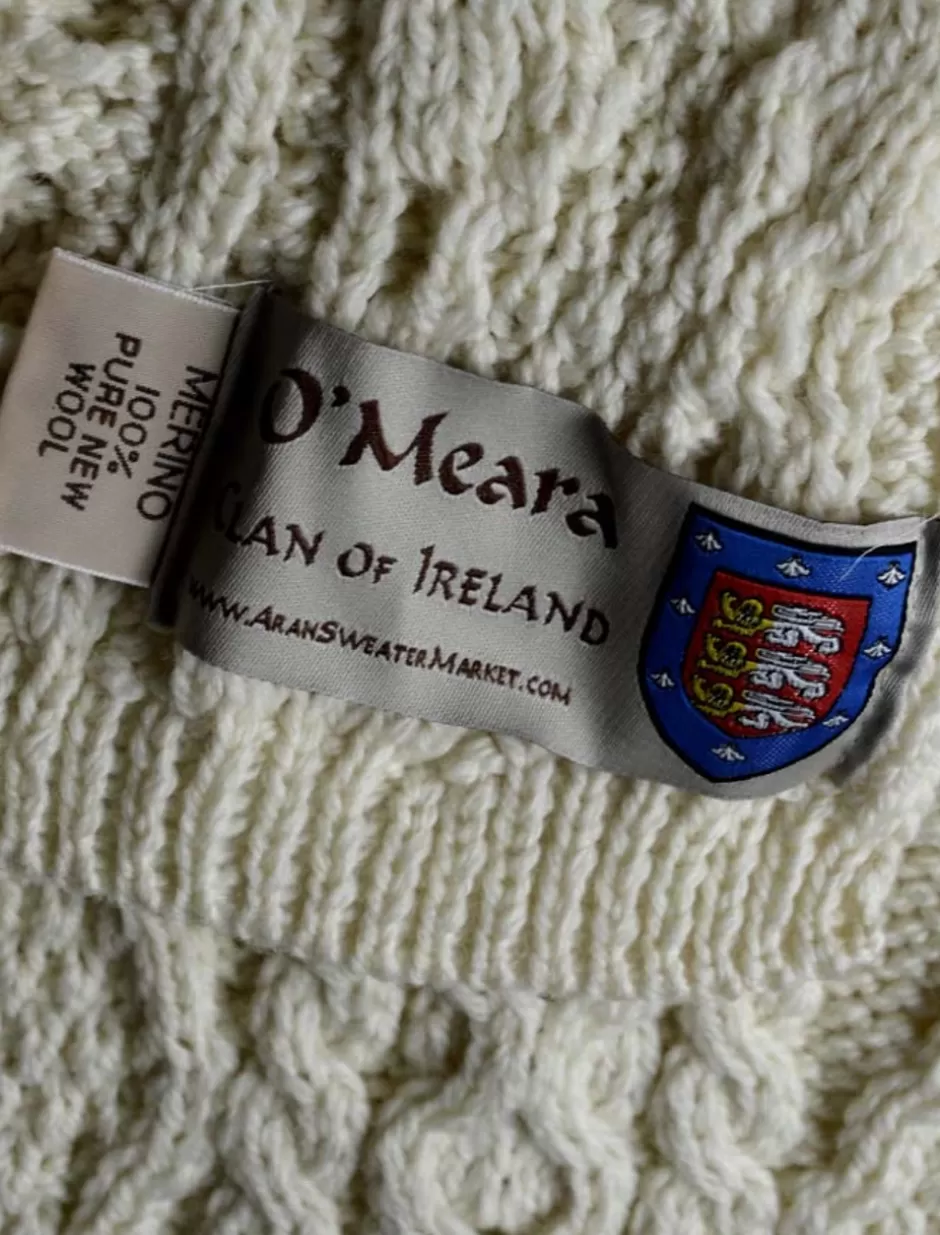 O'Meara
CLAN OF IRELAND
www.AranSweaterMarket.com
MERINO
100%
PURE NEW
WOOL